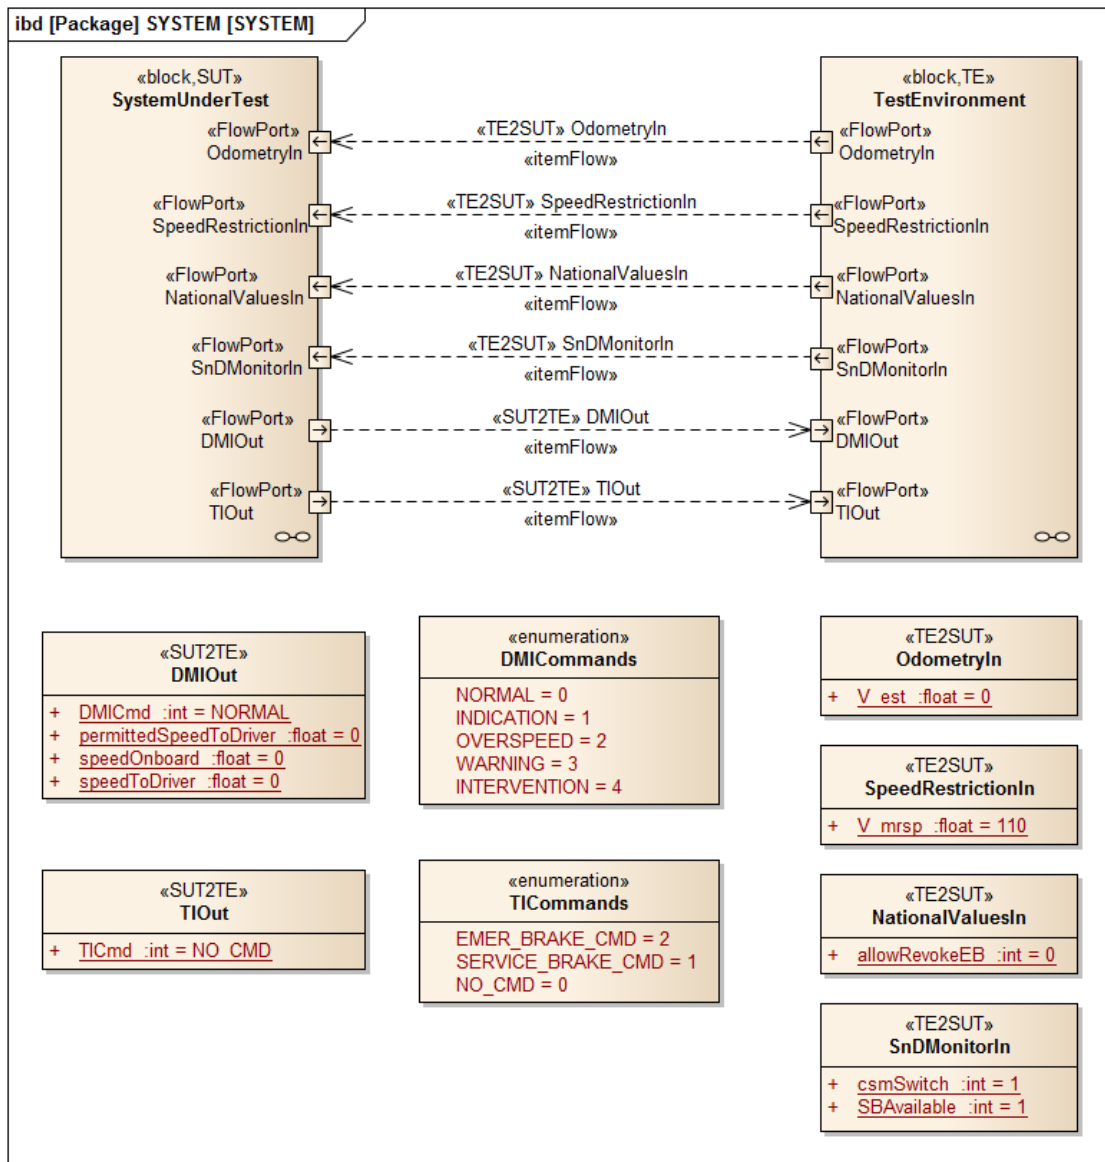 ibd [Package] SYSTEM [SYSTEM]
«block,SUT»
SystemUnderTest
«FlowPort»
OdometryIn
«FlowPort»
SpeedRestrictionIn
«FlowPort»
NationalValuesIn
«FlowPort»
SnDMonitorIn
«FlowPort»
DMIOut
«FlowPort»
TIOut
«TE2SUT» OdometryIn
«itemFlow»
«TE2SUT» SpeedRestrictionIn
«itemFlow»
«TE2SUT» NationalValuesIn
«itemFlow»
«TE2SUT» SnDMonitorIn
«itemFlow»
«SUT2TE» DMIOut
«itemFlow»
«SUT2TE» TIOut
«itemFlow»
«block,TE»
TestEnvironment
«FlowPort»
OdometryIn
«FlowPort»
SpeedRestrictionIn
«FlowPort»
NationalValuesIn
«FlowPort»
SnDMonitorIn
«FlowPort»
DMIOut
«FlowPort»
TIOut
«SUT2TE»
DMIOut
+ DMICmd :int = NORMAL
+ permittedSpeedToDriver :float = 0
+ speedOnboard :float = 0
+ speedToDriver :float = 0
«enumeration»
DMICommands
NORMAL = 0
INDICATION = 1
OVERSPEED = 2
WARNING = 3
INTERVENTION = 4
«TE2SUT»
OdometryIn
+ V_est :float = 0
«TE2SUT»
SpeedRestrictionIn
+ V_mrsp :float = 110
«SUT2TE»
TIOut
+ TICmd :int = NO_CMD
«enumeration»
TICommands
EMER_BRAKE_CMD = 2
SERVICE_BRAKE_CMD = 1
NO_CMD = 0
«TE2SUT»
NationalValuesIn
+ allowRevokeEB :int = 0
«TE2SUT»
SnDMonitorIn
+ csmSwitch :int = 1
+ SBAvailable :int = 1